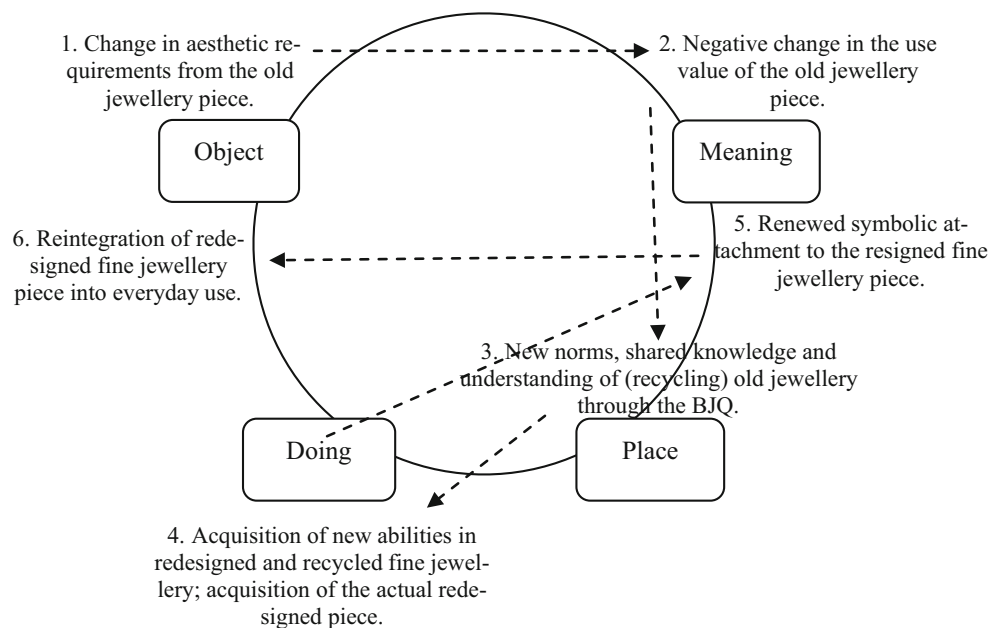 1. Change in aesthetic re-
quirements from the old
jewellery piece.
2. Negative change in the use
value of the old jewellery
piece.
Object
Meaning
6. Reintegration of rede-
signed fine jewellery
piece into everyday use.
5. Renewed symbolic at-
tachment to the resigned fine
jewellery piece.
3. New norms, shared knowledge and
understanding of (recycling) old jewellery
through the BJQ.
Doing
Place
4. Acquisition of new abilities in
redesigned and recycled fine jewel-
lery; acquisition of the actual rede-
signed piece.